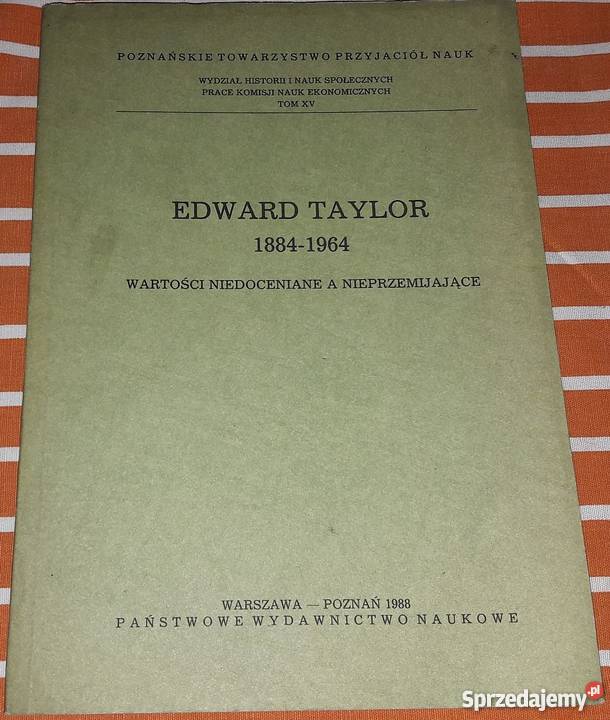 POZNAŃSKIE TOWARZYSTWO PRZYJACIÓŁ NAUK
WYDZIAŁ HISTORII I NAUK SPOŁECZNYCH
PRACE KOMISJI NAUK EKONOMICZNYCH
TOM XV
EDWARD TAYLOR
1884-1964
WARTOŚCI NIEDOCENIANE A NIEPRZEMIJAJĄCE
WARSZAWA — POZNAŃ 1988
PAŃSTWOWE WYDAWNICTWO NAUKOWE
Sprzedajemy.pl